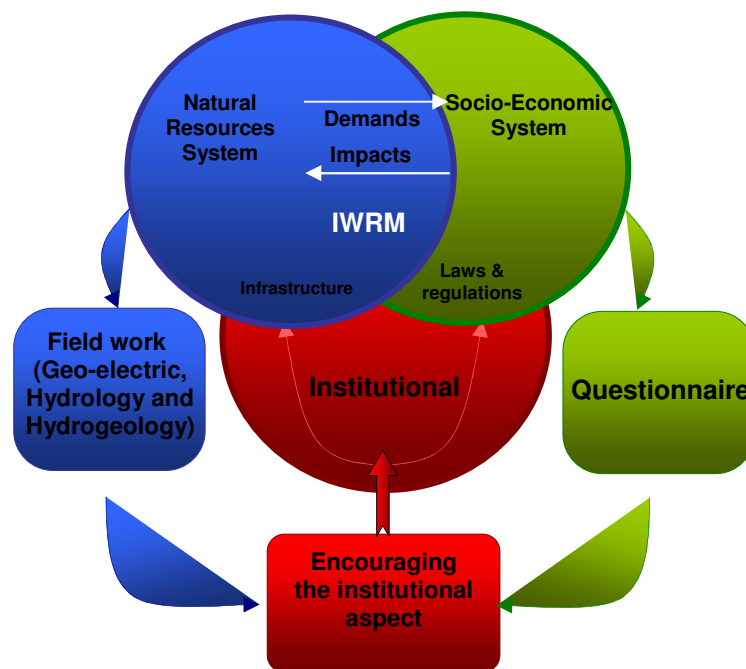 Natural
Resources
System
Socio-Economic
System
Demands
Impacts
IWRM
Infrastructure
Laws &
regulations
Field work
(Geo-electric,
Hydrology and
Hydrogeology)
Institutional
Questionnaire
Encouraging
the institutional
aspect